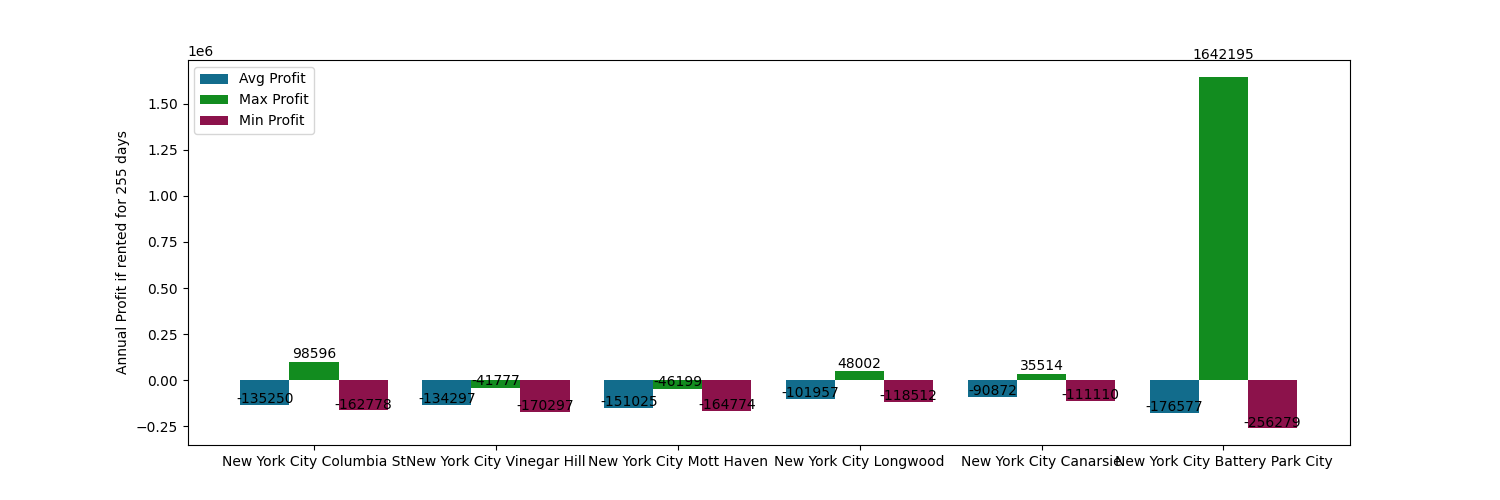 1642195
1e6
Avg Profit
Max Profit
Min Profit
1.50
1.25
1.00
0.75
0.50
0.25
0.00
−0.25
Annual Profit if rented for 255 days
98596
-135250
-162778
-41777
-134297
-170297
-46199
-151025
-164774
48002
-101957
-118512
35514
-90872
-111110
-176577
-256279
New York City Columbia St
New York City Vinegar Hill
New York City Mott Haven
New York City Longwood
New York City Canarsie
New York City Battery Park City